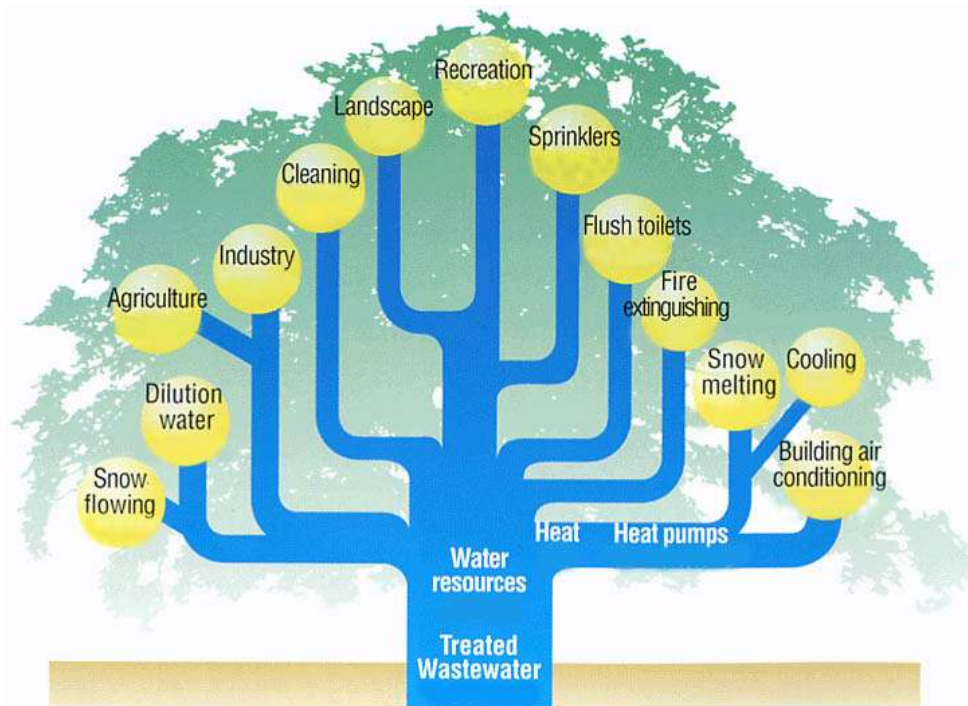 Recreation
Landscape
Sprinklers
Cleaning
Flush toilets
Industry
Fire
extinguishing
Agriculture
Snow
melting
Cooling
Dilution
water
Building air
conditioning
Snow
flowing
Heat
Heat pumps
Water
resources
Treated
Wastewater